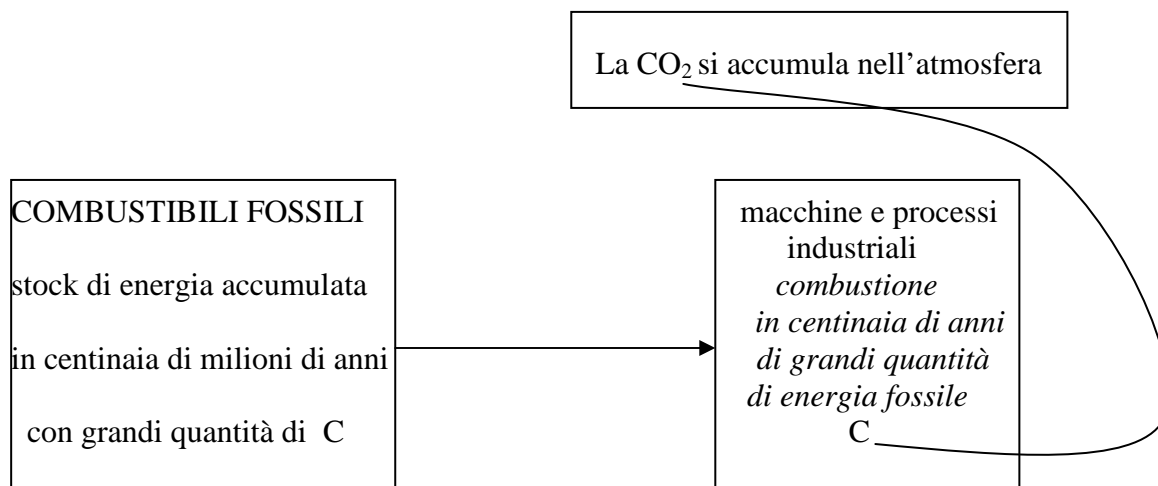 La CO₂ si accumula nell’atmosfera
COMBUSTIBILI FOSSILI
stock di energia accumulata
in centinaia di milioni di anni
con grandi quantità di C
macchine e processi
industriali
combustione
in centinaia di anni
di grandi quantità
di energia fossile
C